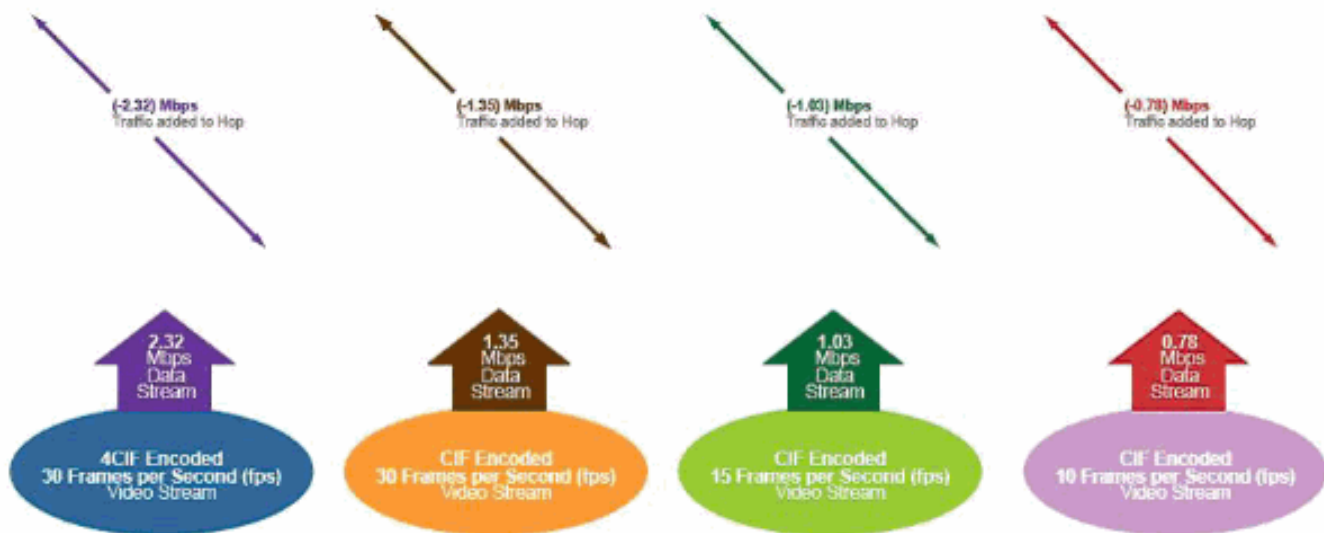 (-2.32) Mbps
Traffic added to Hop
(-1.35) Mbps
Traffic added to Hop
(-1.03) Mbps
Traffic added to Hop
(-0.78) Mbps
Traffic added to Hop
2.32
Mbps
Data
Stream
1.35
Mbps
Data
Stream
1.03
Mbps
Data
Stream
0.78
Mbps
Data
Stream
4CIF Encoded
30 Frames per Second (fps)
Video Stream
CIF Encoded
30 Frames per Second (fps)
Video Stream
CIF Encoded
15 Frames per Second (fps)
Video Stream
CIF Encoded
10 Frames per Second (fps)
Video Stream